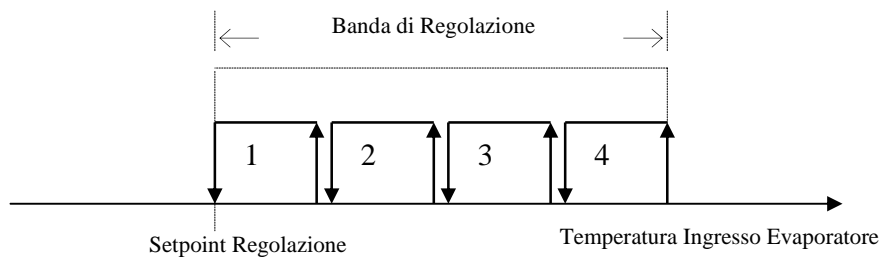 Banda di Regolazione
1 2 3 4
Setpoint Regolazione
Temperatura Ingresso Evaporatore